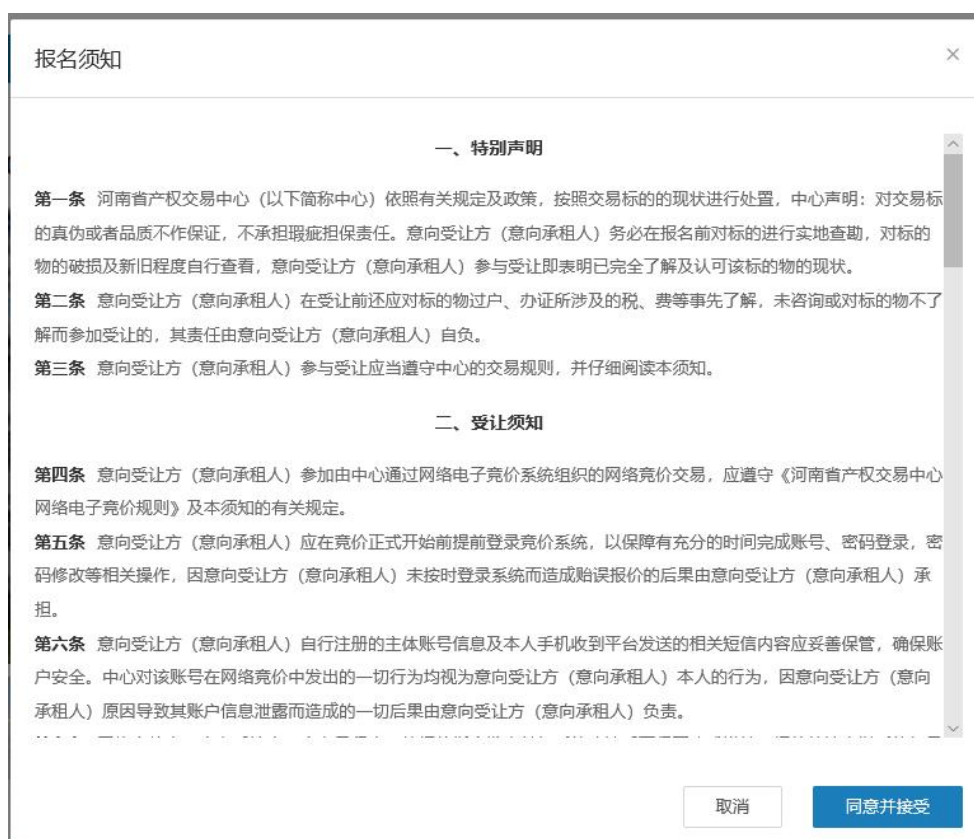 报名须知
一、特别声明
第一条 河南省产权交易中心（以下简称中心）依照有关规定及政策，按照交易标的的现状进行处置，中心声明：对交易标
的真伪或者品质不作保证，不承担瑕疵担保责任。意向受让方（意向承租人）务必在报名前对标的进行实地查勘，对标的
物的破损及新旧程度自行查看，意向受让方（意向承租人）参与受让即表明已完全了解及认可该标的物的现状。
第二条 意向受让方（意向承租人）在受让前还应对标的物过户、办证所涉及的税、费等事先了解，未咨询或对标的物不了
解而参加受让的，其责任由意向受让方（意向承租人）自负。
第三条 意向受让方（意向承租人）参与受让应当遵守中心的交易规则，并仔细阅读本须知。
二、受让须知
第四条 意向受让方（意向承租人）参加由中心通过网络电子竞价系统组织的网络竞价交易，应遵守《河南省产权交易中心
网络电子竞价规则》及本须知的有关规定。
第五条 意向受让方（意向承租人）应在竞价正式开始前提前登录竞价系统，以保障有充分的时间完成账号、密码登录，密
码修改等相关操作，因意向受让方（意向承租人）未按时登录系统而造成贻误报价的后果由意向受让方（意向承租人）承
担。
第六条 意向受让方（意向承租人）自行注册的主体账号信息及本人手机收到平台发送的相关短信内容应妥善保管，确保账
户安全。中心对该账号在网络竞价中发出的一切行为均视为意向受让方（意向承租人）本人的行为，因意向受让方（意向
承租人）原因导致其账户信息泄露而造成的一切后果由意向受让方（意向承租人）负责。
取消
同意并接受